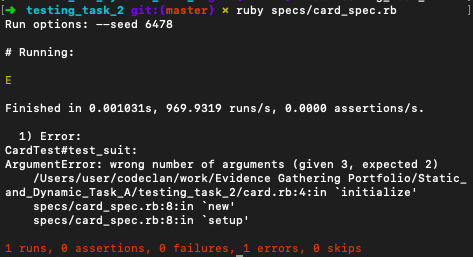 [➜ testing_task_2 git:(master) ✗ ruby specs/card_spec.rb ]
Run options: --seed 6478
# Running:
E
Finished in 0.001031s, 969.9319 runs/s, 0.0000 assertions/s.
1) Error:
CardTest#test_suit:
ArgumentError: wrong number of arguments (given 3, expected 2)
/Users/user/codeclan/work/Evidence Gathering Portfolio/Static_
and_Dynamic_Task_A/testing_task_2/card.rb:4:in `initialize'
specs/card_spec.rb:8:in `new'
specs/card_spec.rb:8:in `setup'
1 runs, 0 assertions, 0 failures, 1 errors, 0 skips